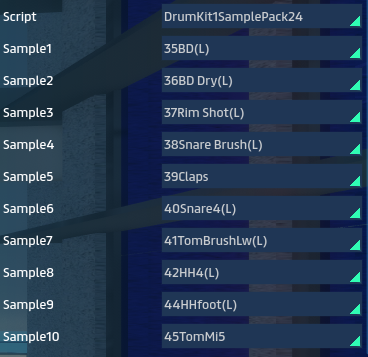 Script DrumKit1SamplePack24
Sample1 35BD(L)
Sample2 36BD Dry(L)
Sample3 37Rim Shot(L)
Sample4 38Snare Brush(L)
Sample5 39Claps
Sample6 40Snare4(L)
Sample7 41TomBrushLw(L)
Sample8 42HH4(L)
Sample9 44HHfoot(L)
Sample10 45TomMi5